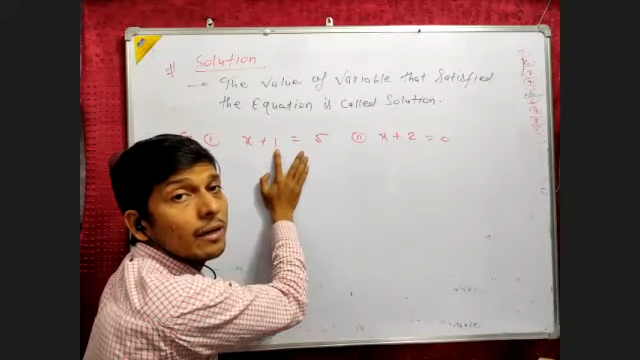 Solution
The value of variable that satisfied
the Equation is called Solution.
(i) x + 1 = 5 (ii) x + 2 = 0